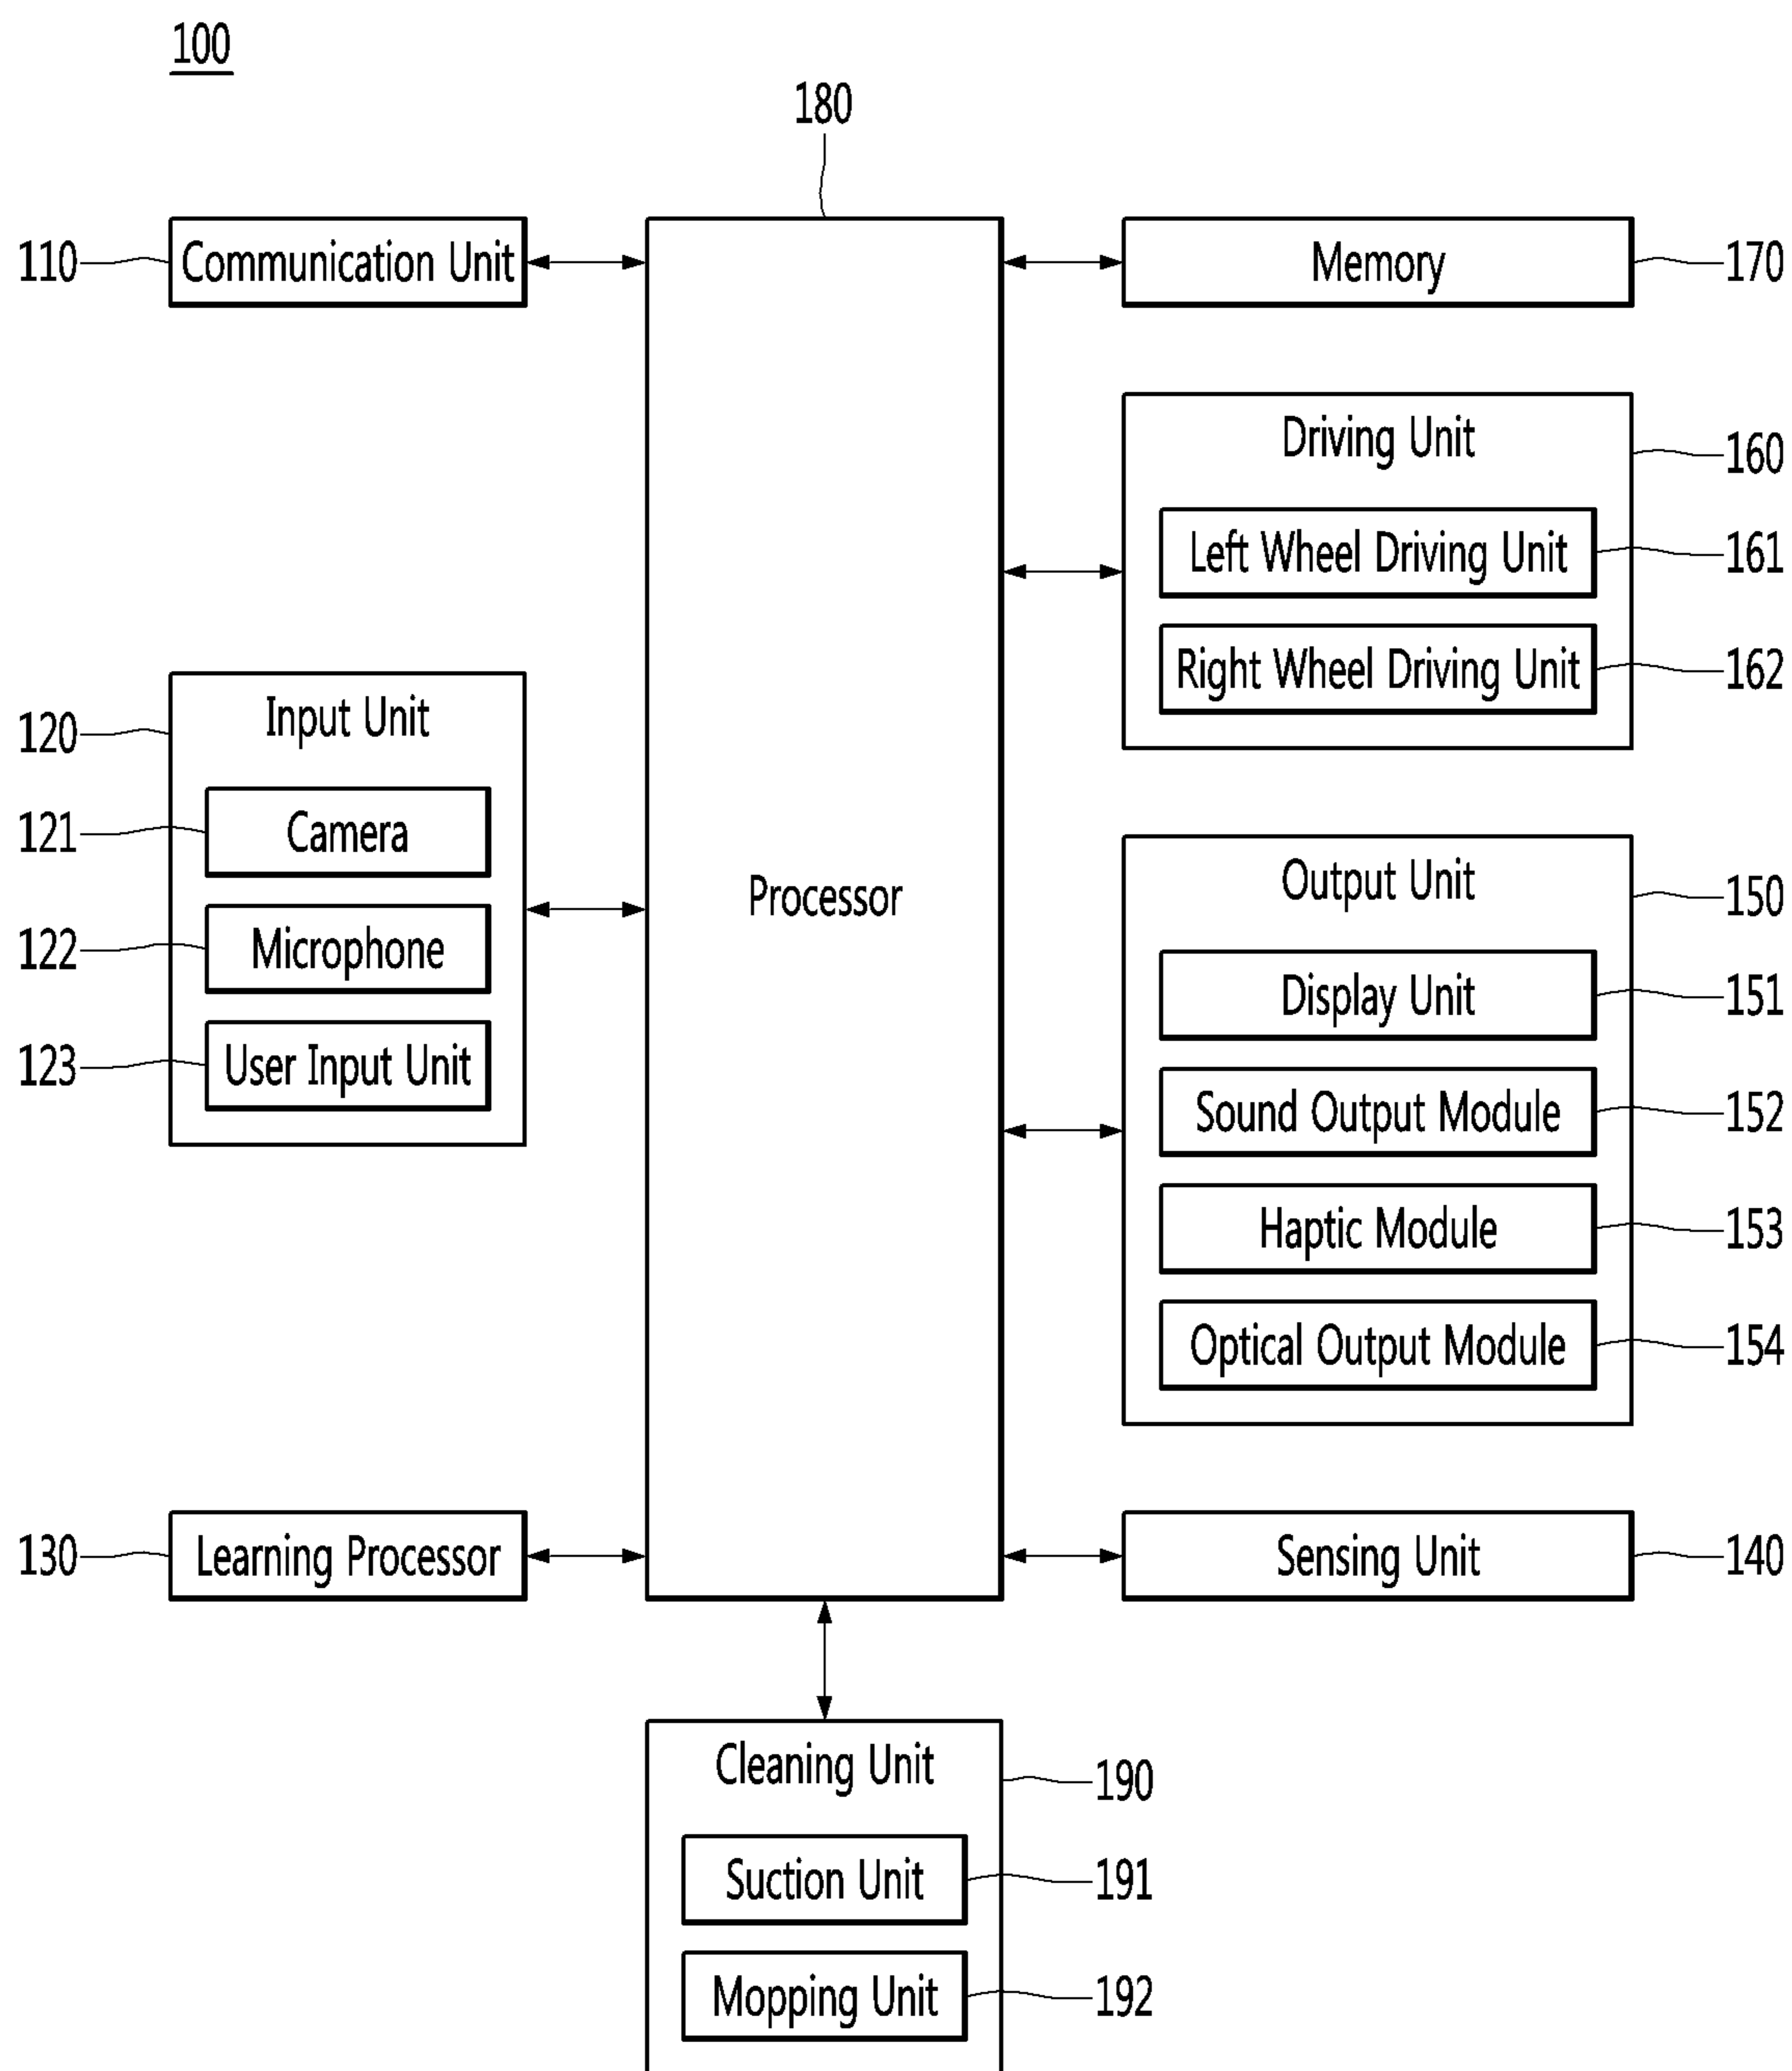 100
180
110
Communication Unit
Memory
170
Driving Unit
160
Left Wheel Driving Unit
161
Right Wheel Driving Unit
162
120
Input Unit
121
Camera
122
Microphone
123
User Input Unit
Processor
Output Unit
150
Display Unit
151
Sound Output Module
152
Haptic Module
153
Optical Output Module
154
130
Learning Processor
Sensing Unit
140
Cleaning Unit
190
Suction Unit
191
Mopping Unit
192